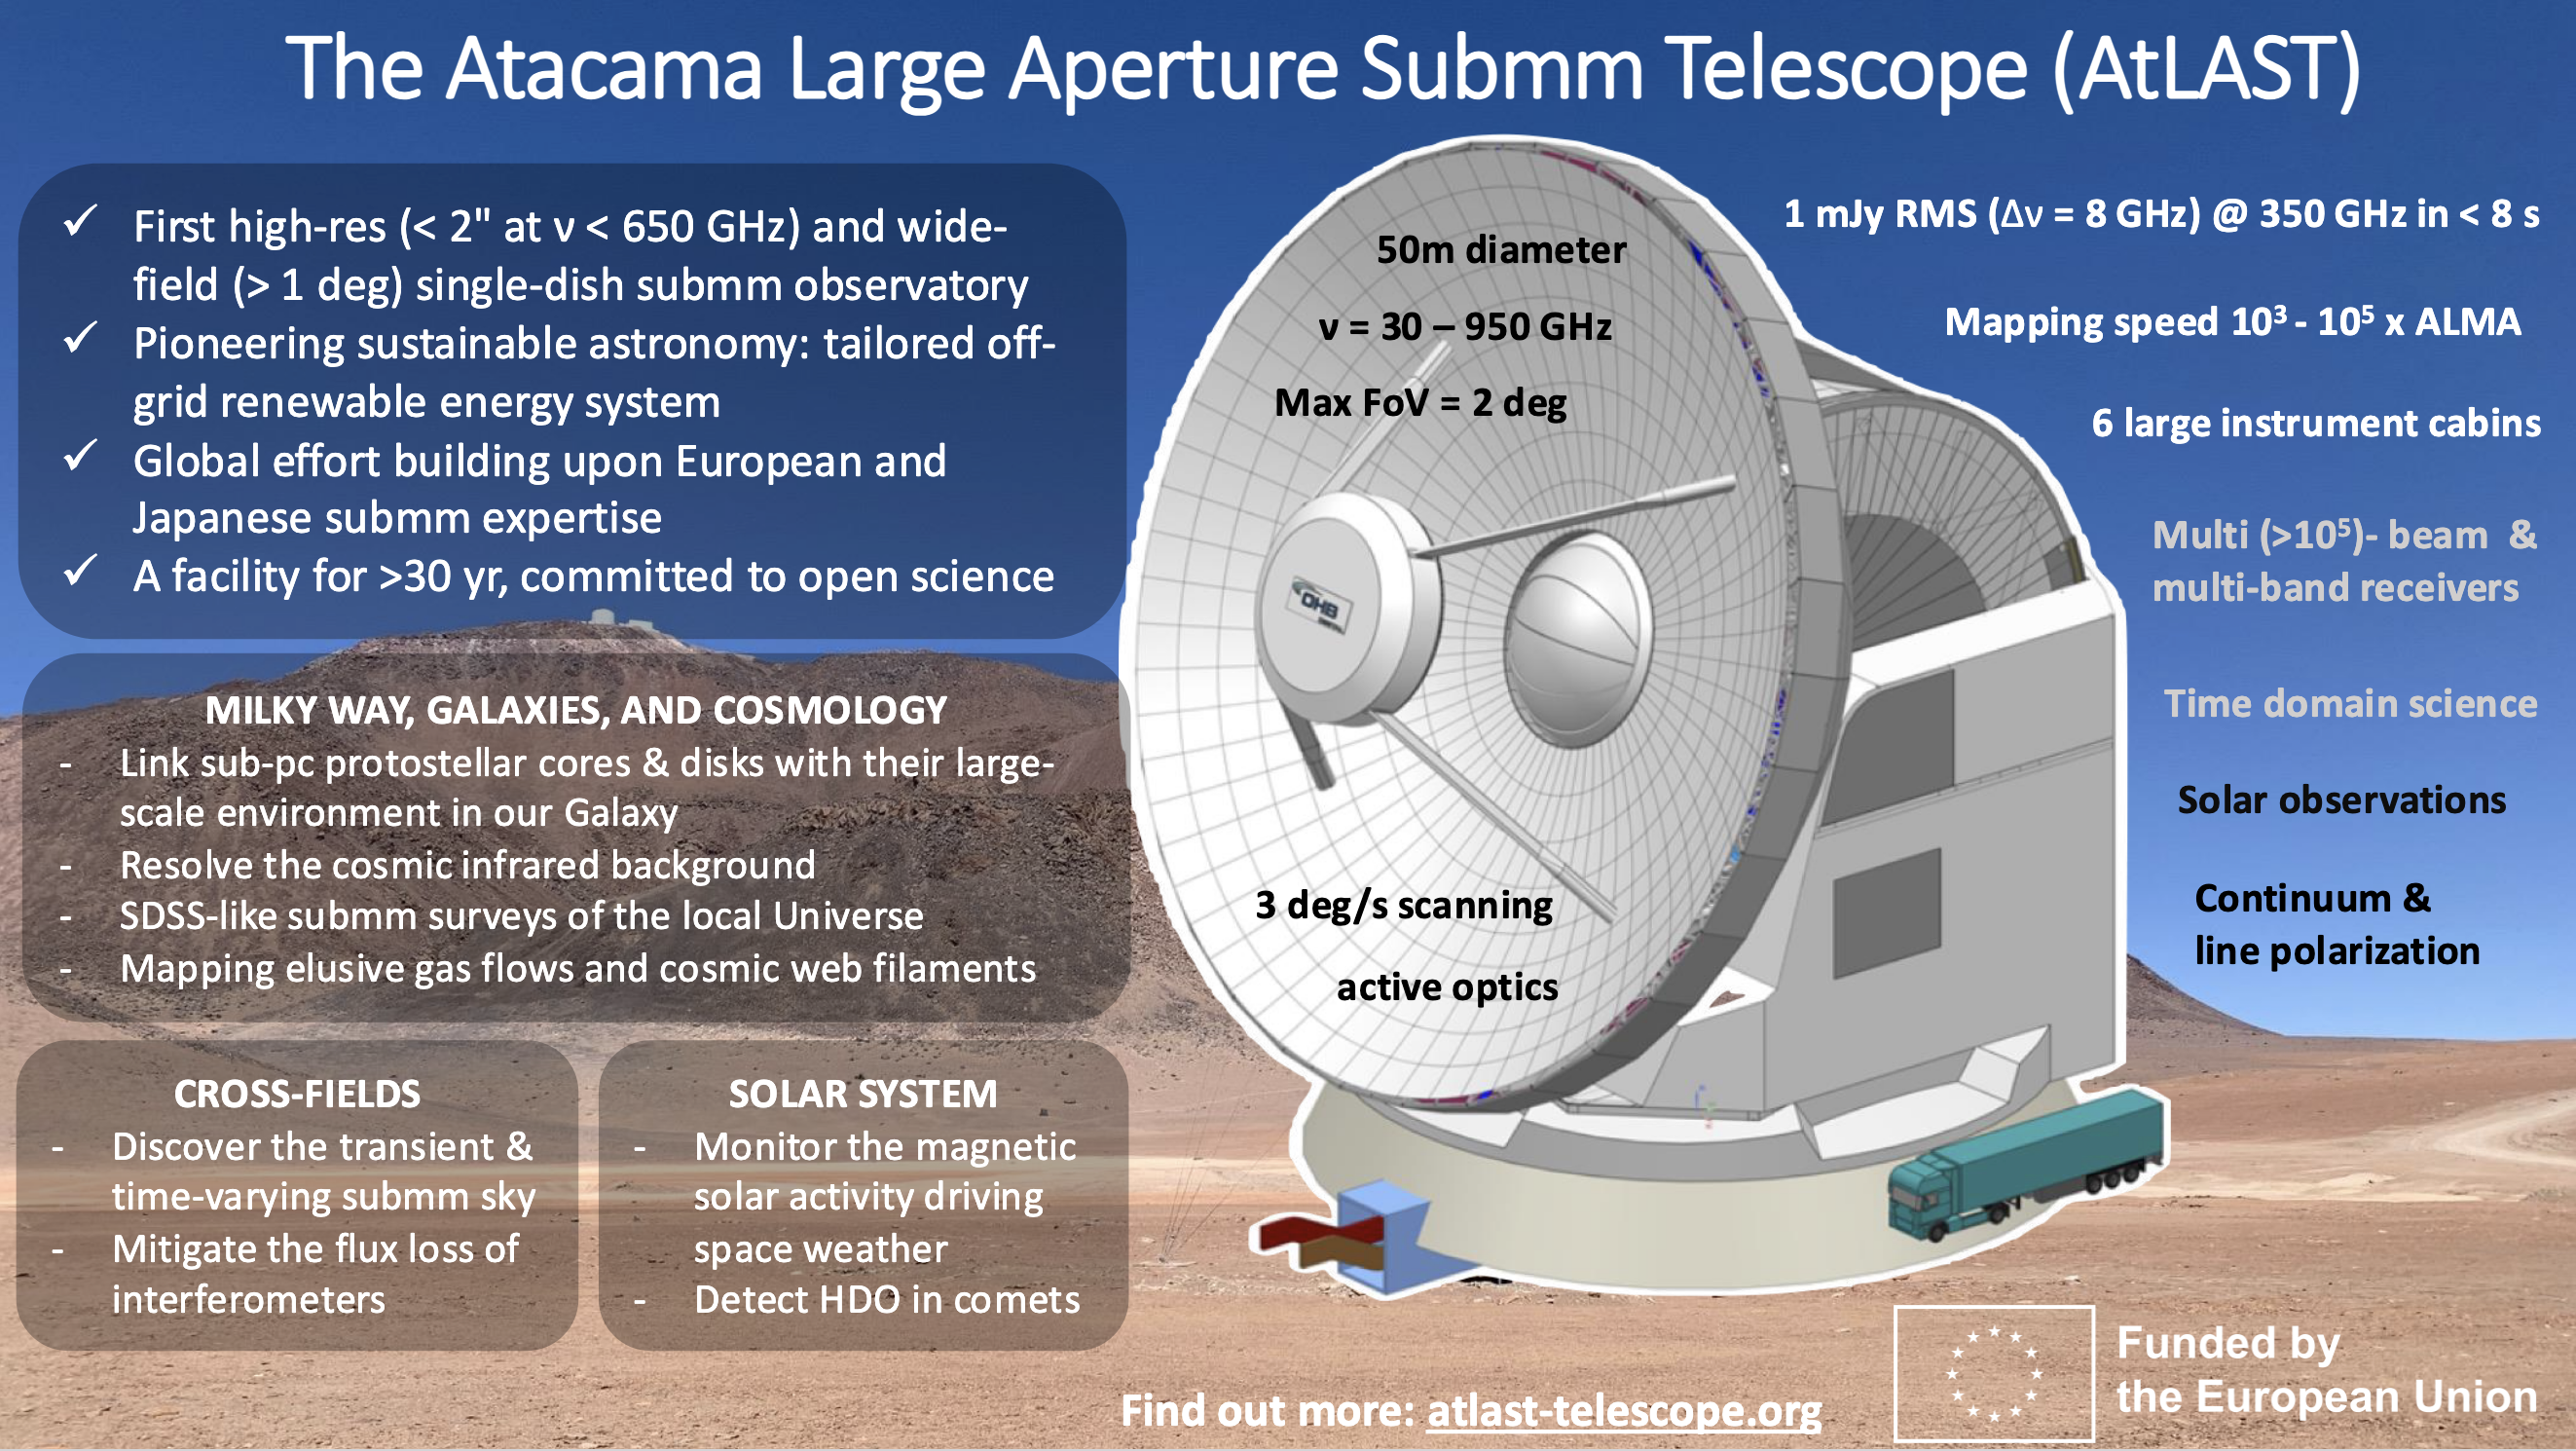 The Atacama Large Aperture Submm Telescope (AtLAST)
✓ First high-res (< 2" at ν < 650 GHz) and wide-
field (> 1 deg) single-dish submm observatory
✓ Pioneering sustainable astronomy: tailored off-
grid renewable energy system
✓ Global effort building upon European and
Japanese submm expertise
✓ A facility for >30 yr, committed to open science
MILKY WAY, GALAXIES, AND COSMOLOGY
- Link sub-pc protostellar cores & disks with their large-
scale environment in our Galaxy
- Resolve the cosmic infrared background
- SDSS-like submm surveys of the local Universe
- Mapping elusive gas flows and cosmic web filaments
CROSS-FIELDS
- Discover the transient &
time-varying submm sky
- Mitigate the flux loss of
interferometers
SOLAR SYSTEM
- Monitor the magnetic
solar activity driving
space weather
- Detect HDO in comets
50m diameter
ν = 30 – 950 GHz
Max FoV = 2 deg
OHB
3 deg/s scanning
active optics
1 mJy RMS (Δν = 8 GHz) @ 350 GHz in < 8 s
Mapping speed 10³ - 10⁵ x ALMA
6 large instrument cabins
Multi (>10⁵)- beam &
multi-band receivers
Time domain science
Solar observations
Continuum &
line polarization
Find out more: atlast-telescope.org
Funded by
the European Union